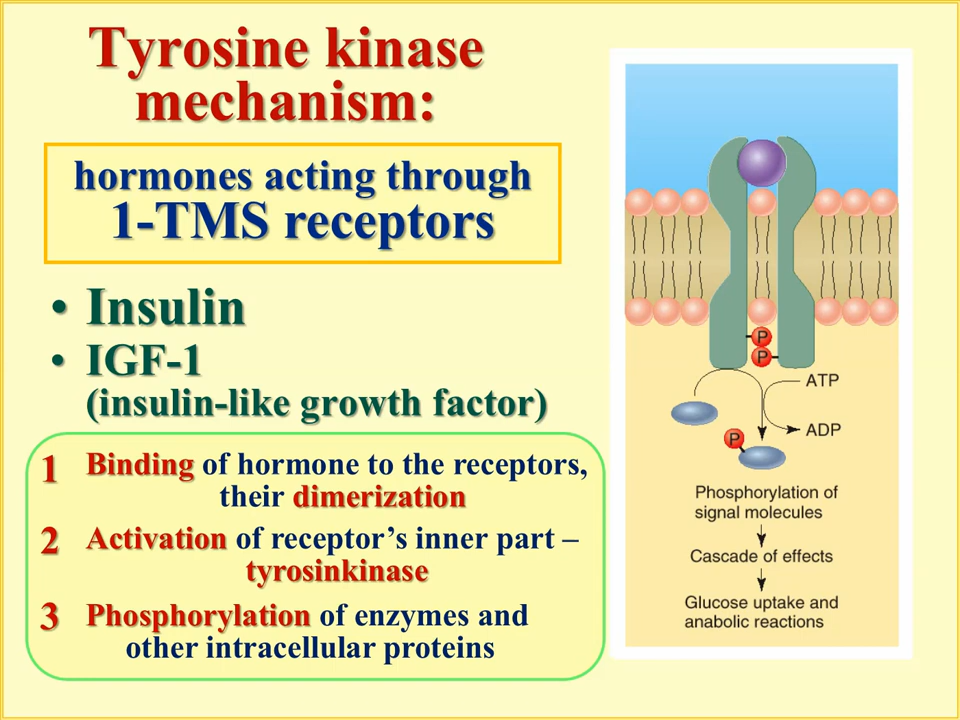 Tyrosine kinase
mechanism:
hormones acting through
1-TMS receptors
• Insulin
• IGF-1
(insulin-like growth factor)
1 Binding of hormone to the receptors,
their dimerization
2 Activation of receptor’s inner part –
tyrosinkinase
3 Phosphorylation of enzymes and
other intracellular proteins
P
P
ATP
ADP
P
Phosphorylation of
signal molecules
Cascade of effects
Glucose uptake and
anabolic reactions